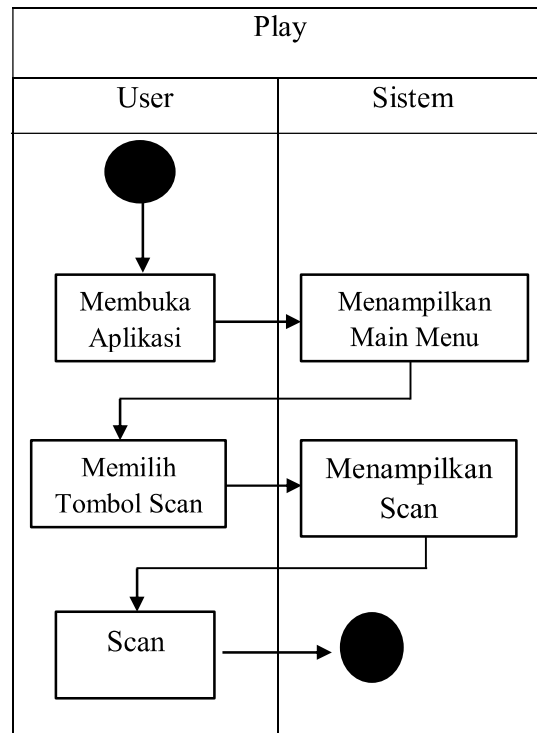 Play
User
Sistem
Membuka
Aplikasi
Menampilkan
Main Menu
Memilih
Tombol Scan
Menampilkan
Scan
Scan